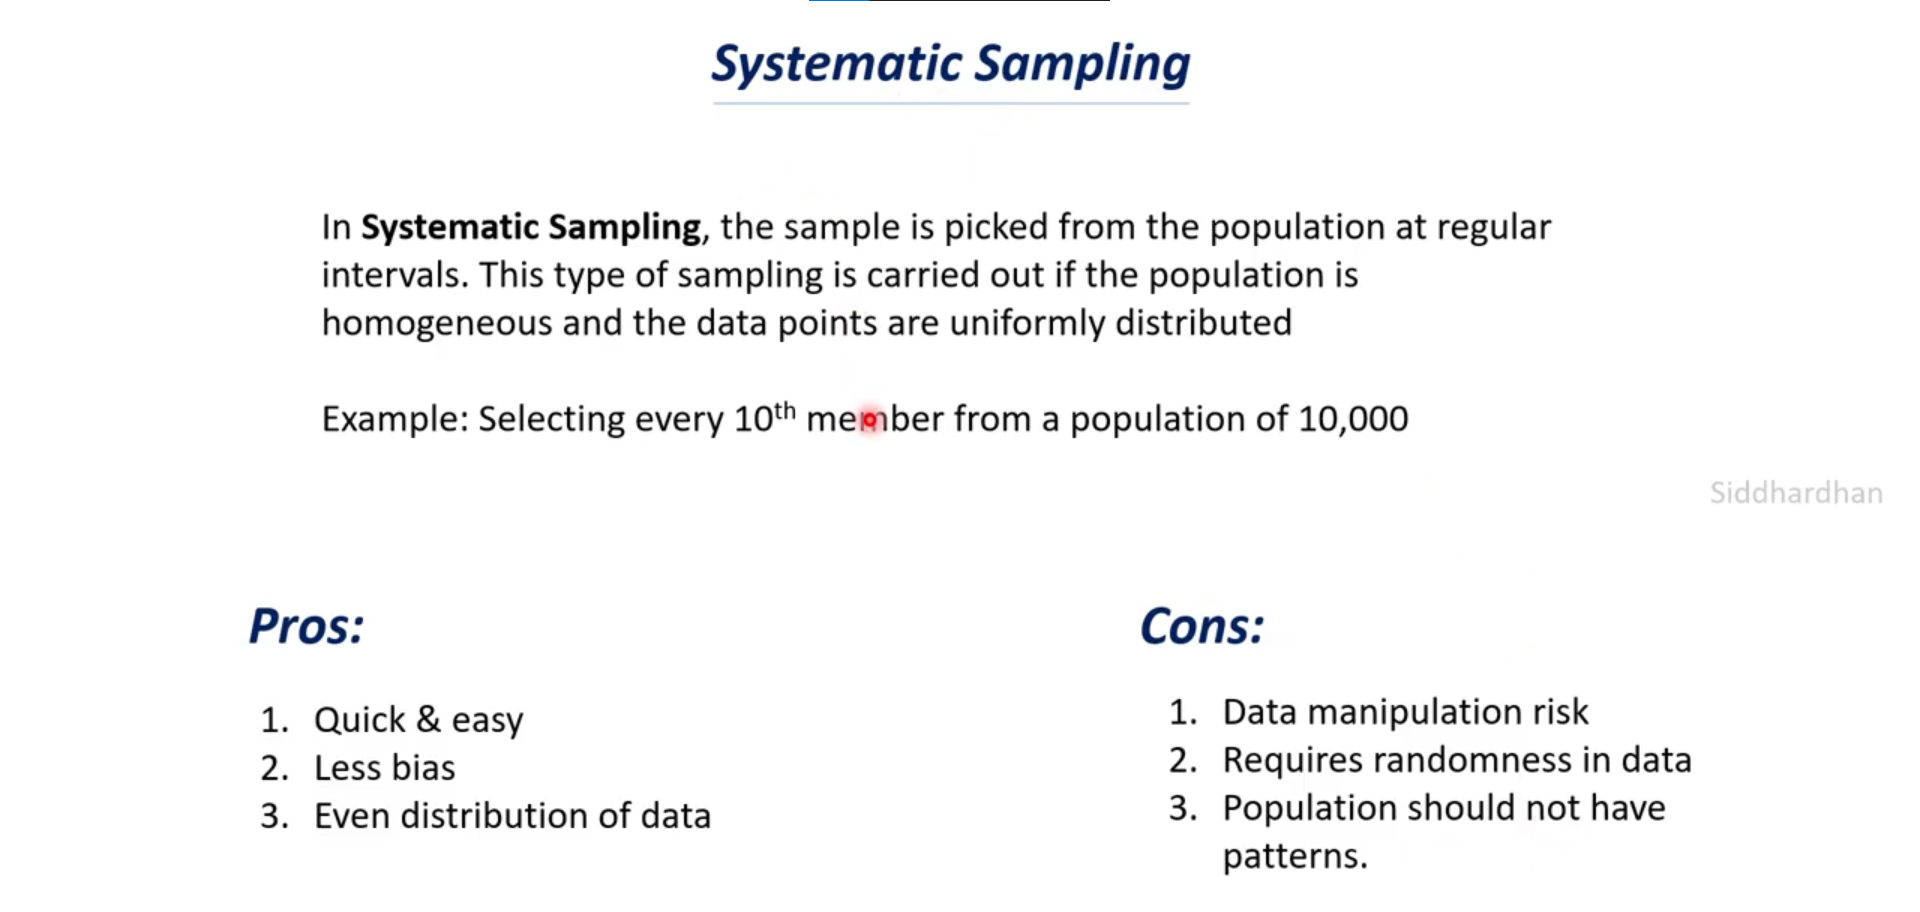 Systematic Sampling
In Systematic Sampling, the sample is picked from the population at regular
intervals. This type of sampling is carried out if the population is
homogeneous and the data points are uniformly distributed
Example: Selecting every 10th member from a population of 10,000
Siddhardhan
Pros:
1. Quick & easy
2. Less bias
3. Even distribution of data
Cons:
1. Data manipulation risk
2. Requires randomness in data
3. Population should not have
patterns.